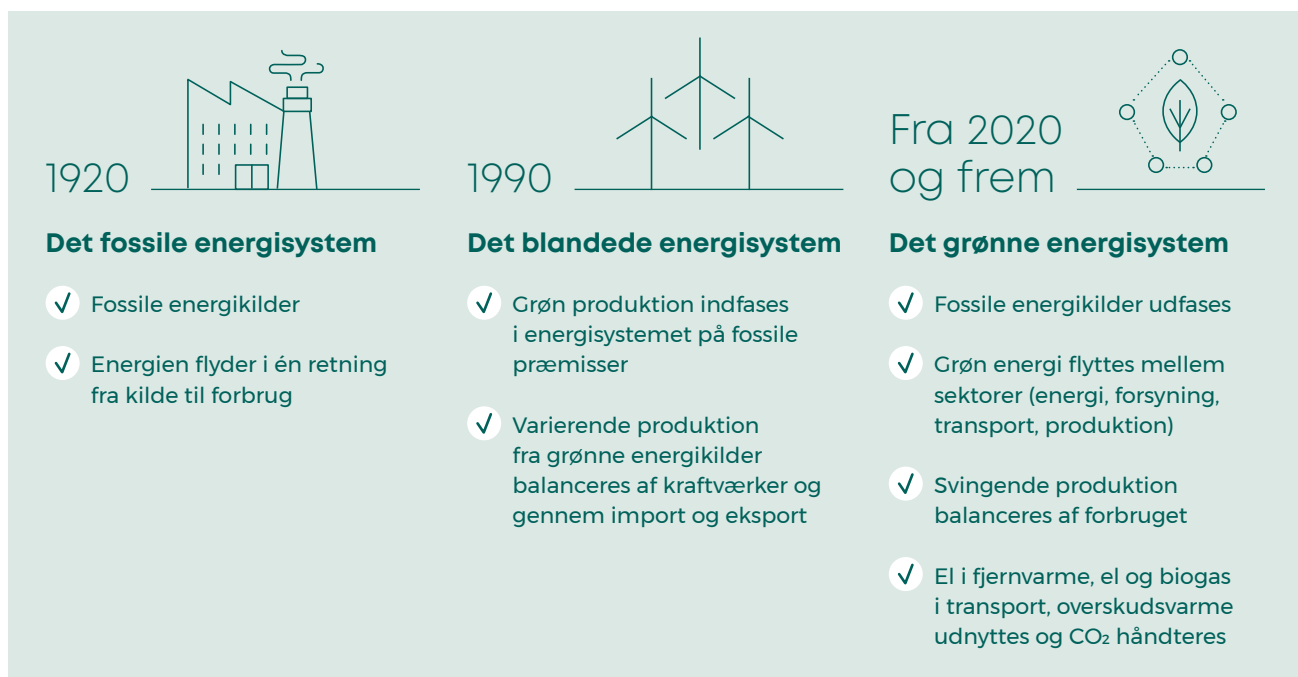 1920
Det fossile energisystem
Fossile energikilder
Energien flyder i én retning
fra kilde til forbrug
1990
Det blandede energisystem
Grøn produktion indfases
i energisystemet på fossile
præmisser
Varierende produktion
fra grønne energikilder
balanceres af kraftværker og
gennem import og eksport
Fra 2020
og frem
Det grønne energisystem
Fossile energikilder udfases
Grøn energi flyttes mellem
sektorer (energi, forsyning,
transport, produktion)
Svingende produktion
balanceres af forbruget
El i fjernvarme, el og biogas
i transport, overskudsvarme
udnyttes og CO₂ håndteres